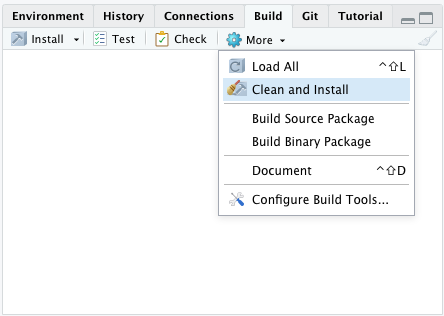 Environment History Connections Build Git Tutorial
Install Test Check More
Load All ^⇧L
Clean and Install
Build Source Package
Build Binary Package
Document ^⇧D
Configure Build Tools...